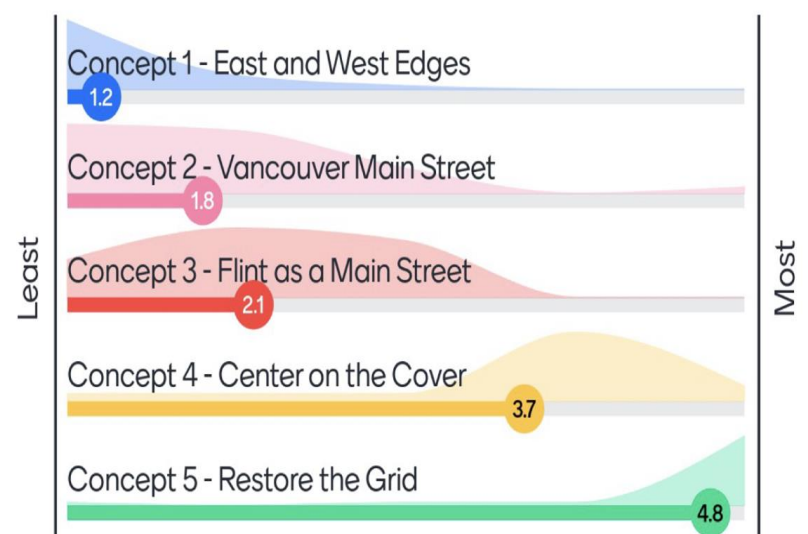 Concept 1 - East and West Edges
1.2
Concept 2 - Vancouver Main Street
1.8
Concept 3 - Flint as a Main Street
2.1
Concept 4 - Center on the Cover
3.7
Concept 5 - Restore the Grid
4.8
Least
Most